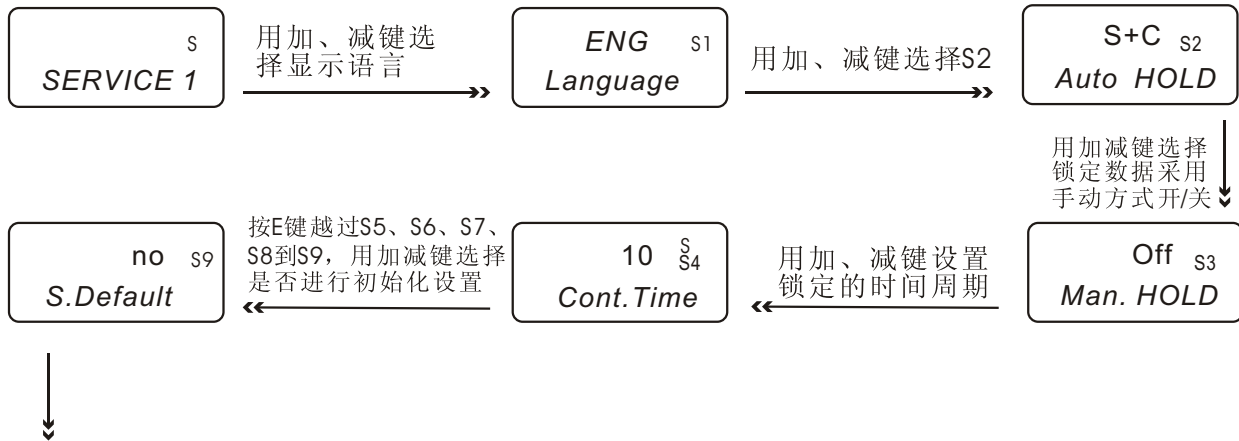 S
SERVICE 1
用加、减键选
择显示语言
ENG S1
Language
用加、减键选择S2
S+C S2
Auto HOLD
用加减键选择
锁定数据采用
手动方式开/关
Off S3
Man. HOLD
用加、减键设置
锁定的时间周期
10 S
S4
Cont.Time
按E键越过S5、S6、S7、
S8到S9，用加减键选择
是否进行初始化设置
no S9
S.Default